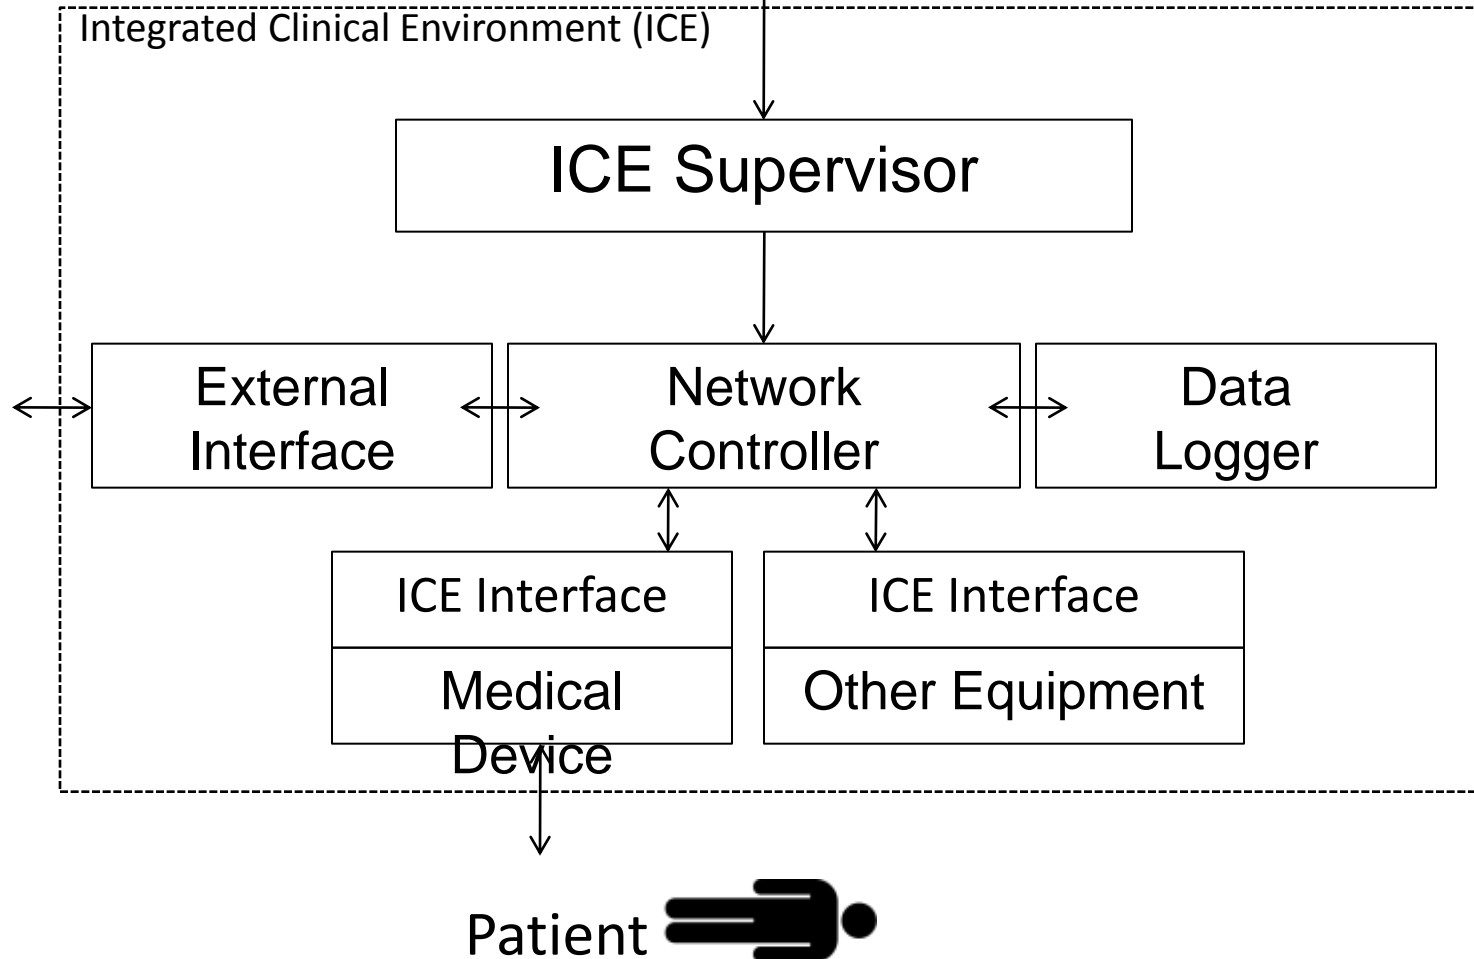 Integrated Clinical Environment (ICE)
ICE Supervisor
External
Interface
Network
Controller
Data
Logger
ICE Interface
Medical
Device
ICE Interface
Other Equipment
Patient